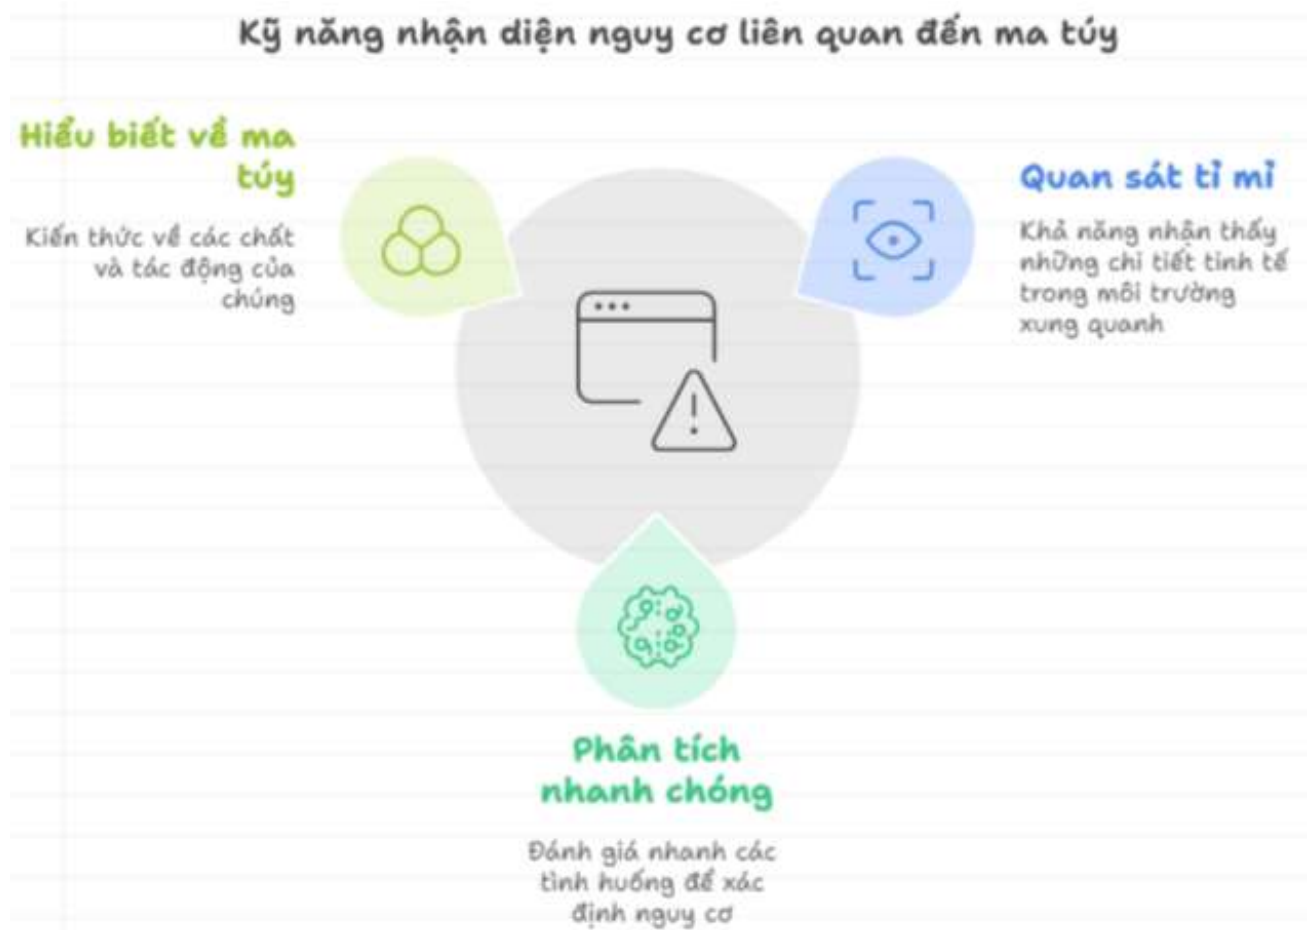 Kỹ năng nhận diện nguy cơ liên quan đến ma túy
Hiểu biết về ma
túy
Kiến thức về các chất
và tác động của
chúng
Quan sát tỉ mỉ
Khả năng nhận thấy
những chi tiết tinh tế
trong môi trường
xung quanh
Phân tích
nhanh chóng
Đánh giá nhanh các
tình huống để xác
định nguy cơ